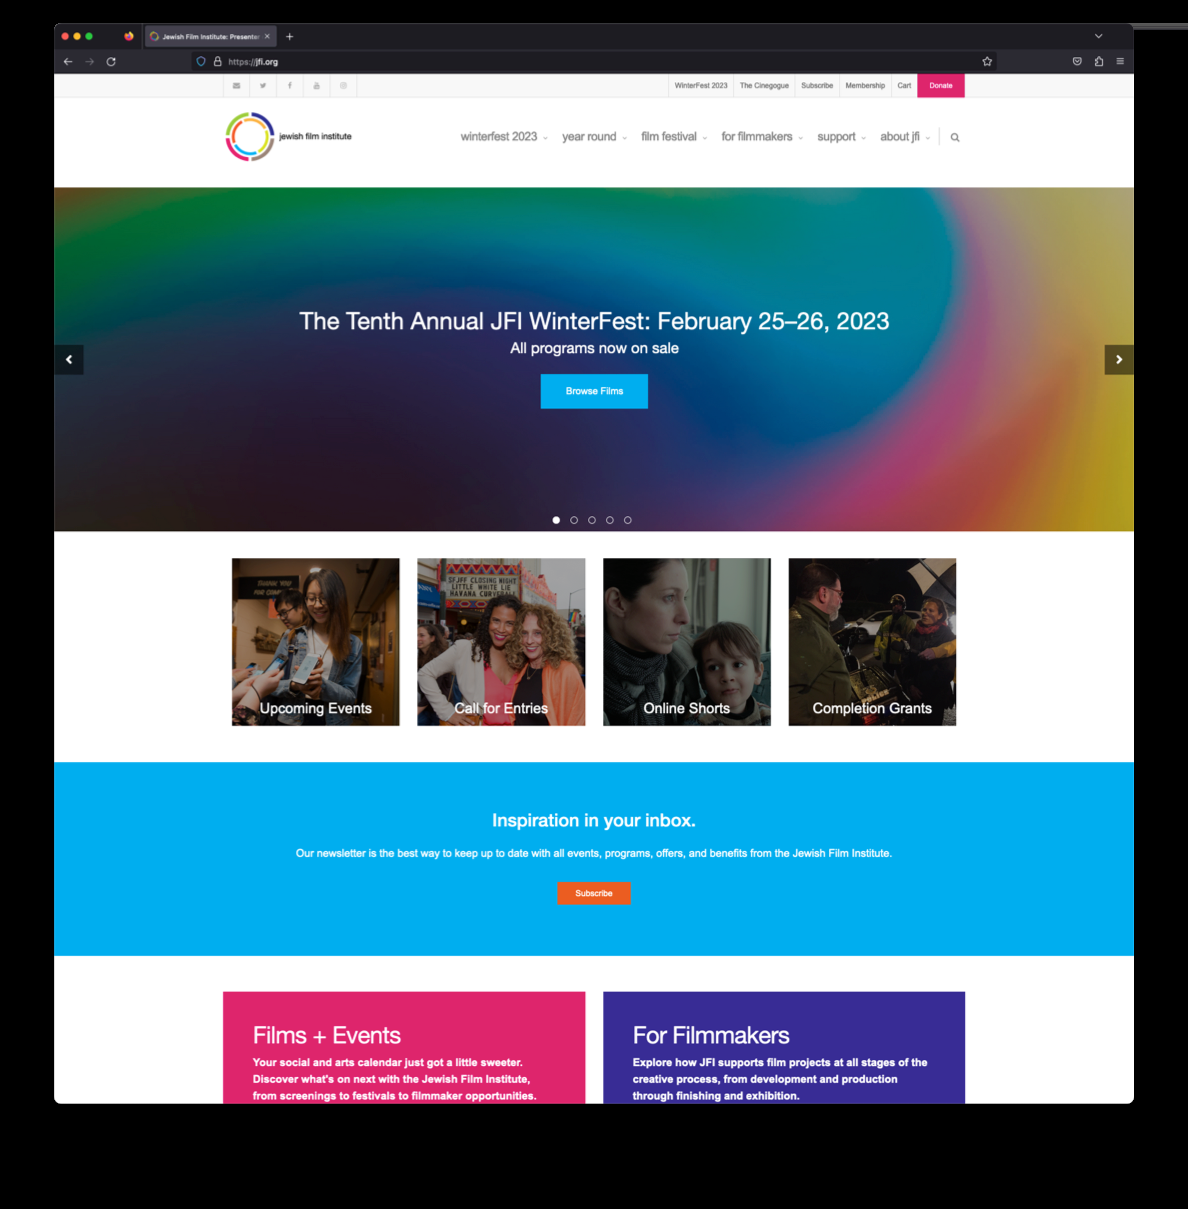 Jewish Film Institute: Presenter
https://jfi.org
WinterFest 2023 The Cinegogue Subscribe Membership Cart Donate
jewish film institute
winterfest 2023 year round film festival for filmmakers support about jfi
The Tenth Annual JFI WinterFest: February 25–26, 2023
All programs now on sale
Browse Films
THANK YOU
FOR
SFJFF CLOSING NIGHT
LITTLE WHITE LIE
HAVANA CURVEBALL
Upcoming Events
Call for Entries
Online Shorts
Completion Grants
Inspiration in your inbox.
Our newsletter is the best way to keep up to date with all events, programs, offers, and benefits from the Jewish Film Institute.
Subscribe
Films + Events
Your social and arts calendar just got a little sweeter.
Discover what's on next with the Jewish Film Institute,
from screenings to festivals to filmmaker opportunities.
For Filmmakers
Explore how JFI supports film projects at all stages of the
creative process, from development and production
through finishing and exhibition.